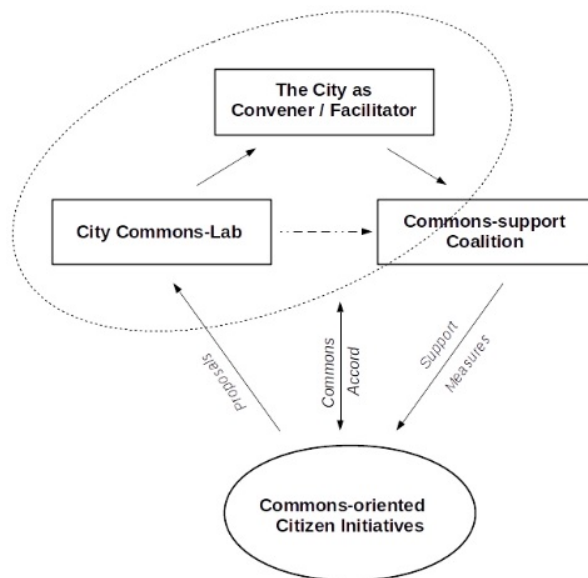 The City as
Convener / Facilitator
City Commons-Lab
Commons-support
Coalition
Proposals
Commons
Accord
Support
Measures
Commons-oriented
Citizen Initiatives